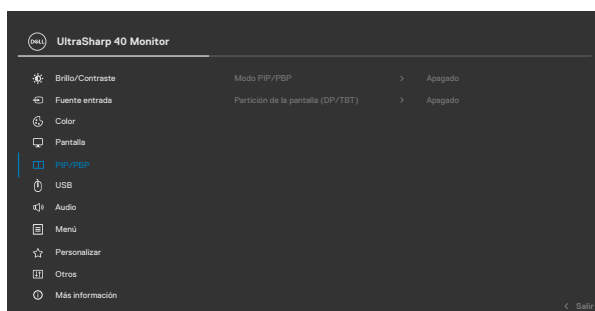 DELL UltraSharp 40 Monitor
Brillo/Contraste Modo PIP/PBP > Apagado
Fuente entrada Partición de la pantalla (DP/TBT) > Apagado
Color
Pantalla
PIP/PBP
USB
Audio
Menú
Personalizar
Otros
Más información
< Salir